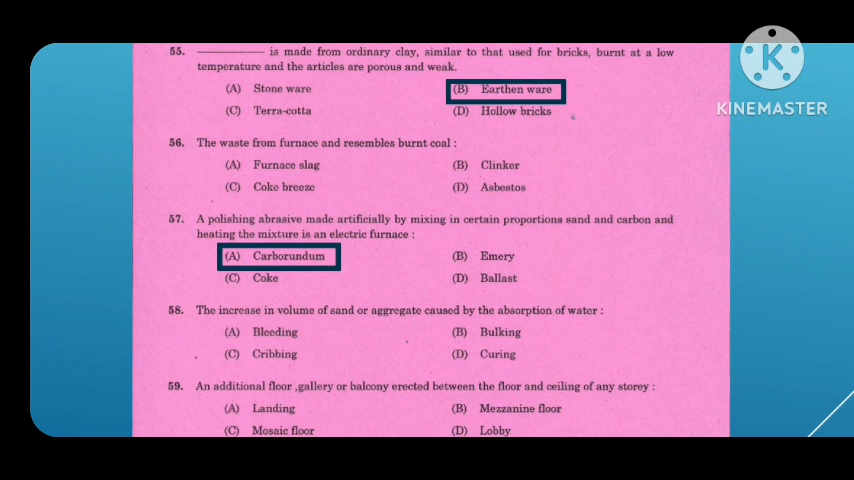 55. ________ is made from ordinary clay, similar to that used for bricks, burnt at a low
temperature and the articles are porous and weak.
(A) Stone ware (B) Earthen ware
(C) Terra-cotta (D) Hollow bricks
56. The waste from furnace and resembles burnt coal :
(A) Furnace slag (B) Clinker
(C) Coke breeze (D) Asbestos
57. A polishing abrasive made artificially by mixing in certain proportions sand and carbon and
heating the mixture is an electric furnace :
(A) Carborundum (B) Emery
(C) Coke (D) Ballast
58. The increase in volume of sand or aggregate caused by the absorption of water :
(A) Bleeding (B) Bulking
(C) Cribbing (D) Curing
59. An additional floor ,gallery or balcony erected between the floor and ceiling of any storey :
(A) Landing (B) Mezzanine floor
(C) Mosaic floor (D) Lobby
K
KINEMASTER